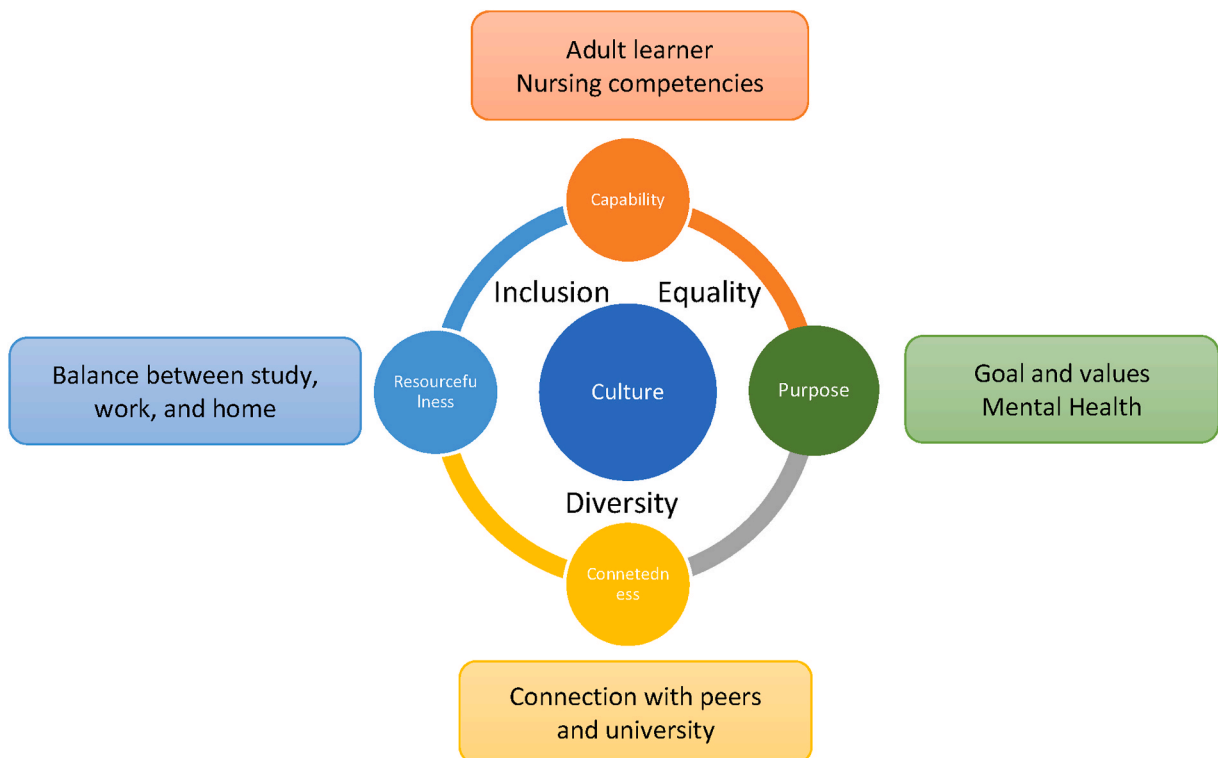 Adult learner
Nursing competencies
Capability
Inclusion
Equality
Balance between study,
work, and home
Resourcefu
lness
Culture
Purpose
Goal and values
Mental Health
Diversity
Connetedn
ess
Connection with peers
and university